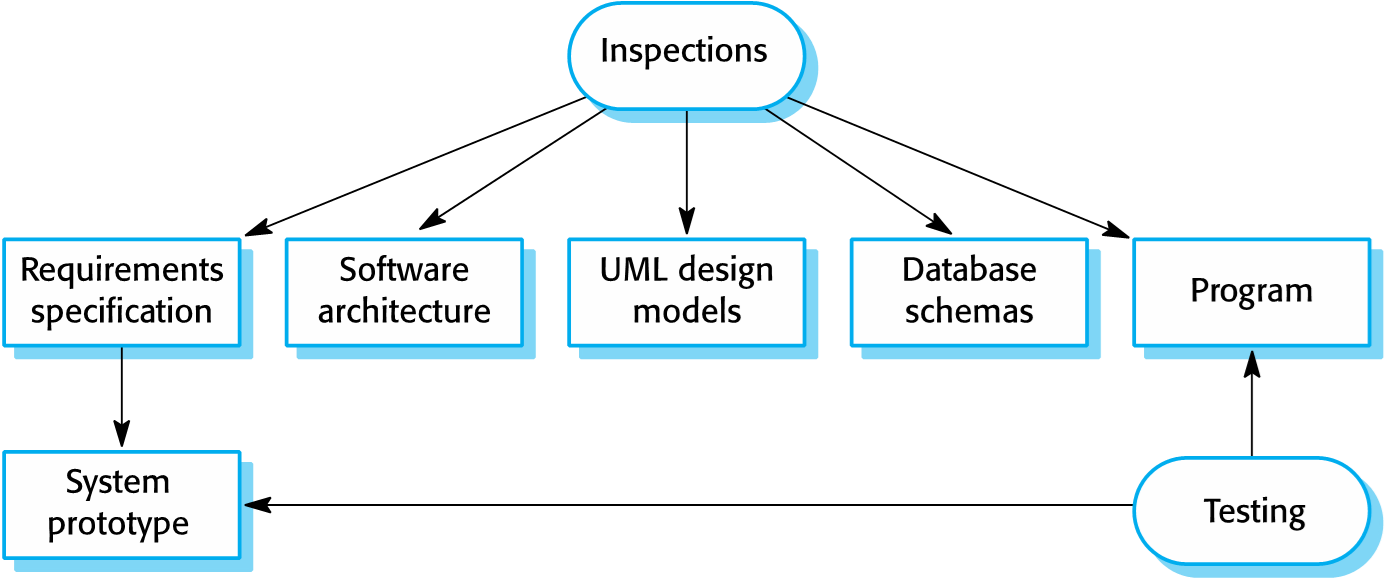 Inspections
Requirements
specification
Software
architecture
UML design
models
Database
schemas
Program
System
prototype
Testing